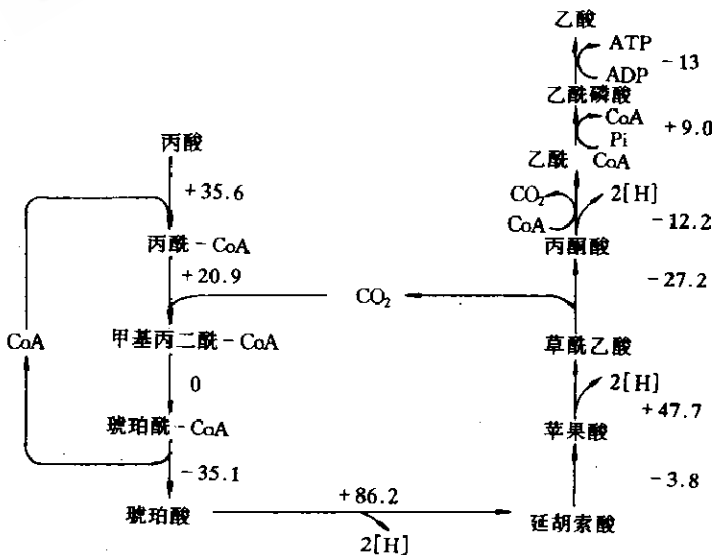 乙酸
ATP
ADP
-13
乙酰磷酸
CoA
Pi
+9.0
乙酰 CoA
CO₂
CoA
2[H]
-12.2
丙酮酸
-27.2
丙酸
+35.6
丙酰-CoA
+20.9
CO₂
CoA
甲基丙二酰-CoA
0
琥珀酰-CoA
-35.1
琥珀酸
+86.2
2[H]
延胡索酸
-3.8
苹果酸
+47.7
2[H]
草酰乙酸